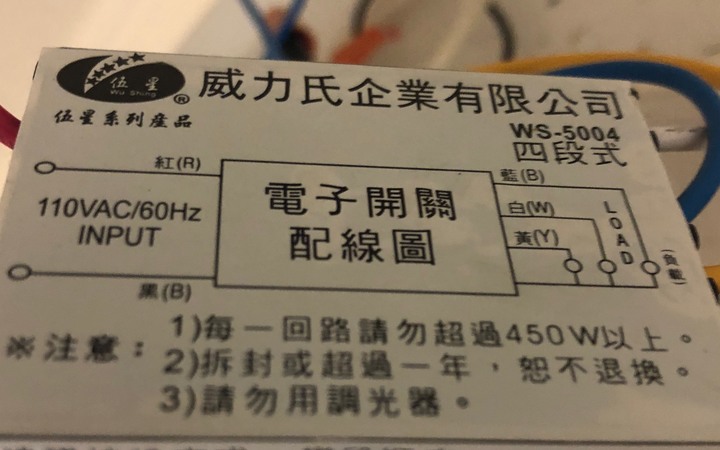 伍星
Wu Shing
®
威力氏企業有限公司
伍星系列産品
WS-5004
四段式
紅(R)
110VAC/60Hz
INPUT
黑(B)
電子開關
配線圖
藍(B)
白(W)
黃(Y)
LOAD
(負載)
※注意：
1)每一回路請勿超過450W以上。
2)拆封或超過一年，恕不退換。
3)請勿用調光器。